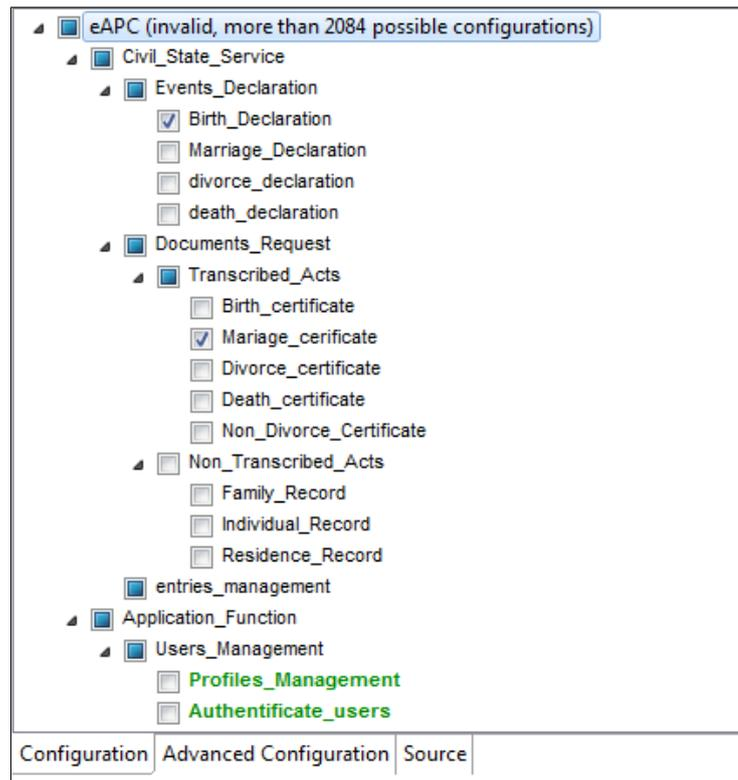 eAPC (invalid, more than 2084 possible configurations)
Civil_State_Service
Events_Declaration
Birth_Declaration
Marriage_Declaration
divorce_declaration
death_declaration
Documents_Request
Transcribed_Acts
Birth_certificate
Mariage_cerificate
Divorce_certificate
Death_certificate
Non_Divorce_Certificate
Non_Transcribed_Acts
Family_Record
Individual_Record
Residence_Record
entries_management
Application_Function
Users_Management
Profiles_Management
Authentificate_users
Configuration Advanced Configuration Source